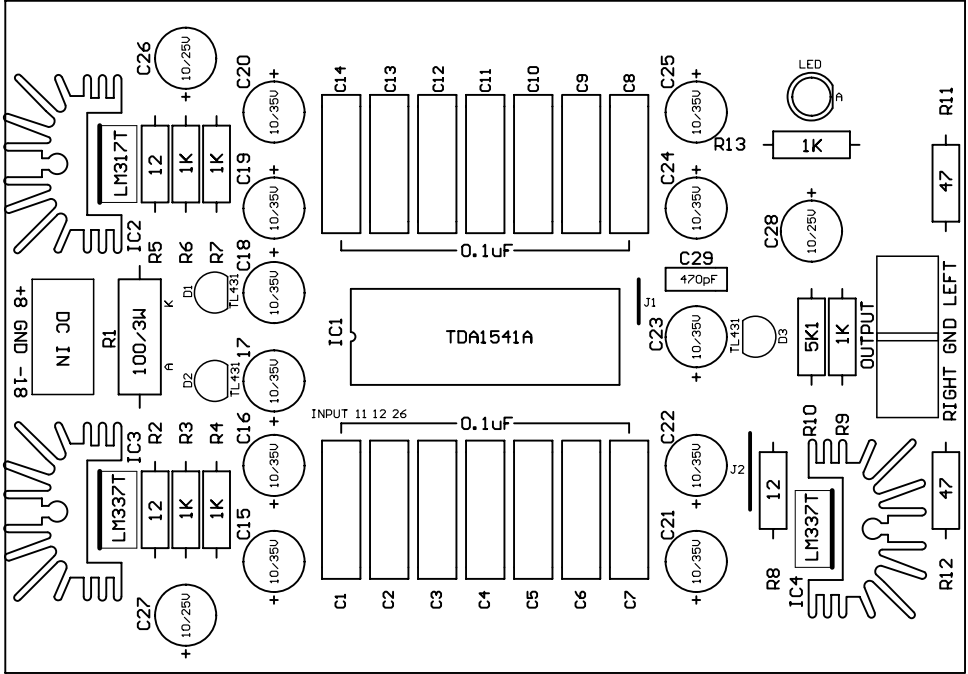 C26
10/25V
+
C20
+
10/35V
C14
C13
C12
C11
C10
C9
C8
C25
+
10/35V
LED
A
R11
47
R13
1K
LM317T
IC2
12
1K
1K
R5
R6
R7
C19
+
10/35V
C24
+
10/35V
C28
+
10/25V
0.1uF
C18
+
10/35V
C29
470pF
+8 GND -18
DC IN
R1
100/3W
K
A
D1
TL431
D2
TL431
IC1
TDA1541A
J1
C23
10/35V
+
TL431
D3
5K1
1K
OUTPUT
RIGHT GND LEFT
17
10/35V
+
INPUT 11 12 26
0.1uF
IC3
LM337T
R2
R3
R4
12
1K
1K
C16
10/35V
+
C22
10/35V
+
J2
R10
R9
12
R8
LM337T
IC4
47
R12
C15
10/35V
+
C21
10/35V
+
C1
C2
C3
C4
C5
C6
C7
C27
10/25V
+